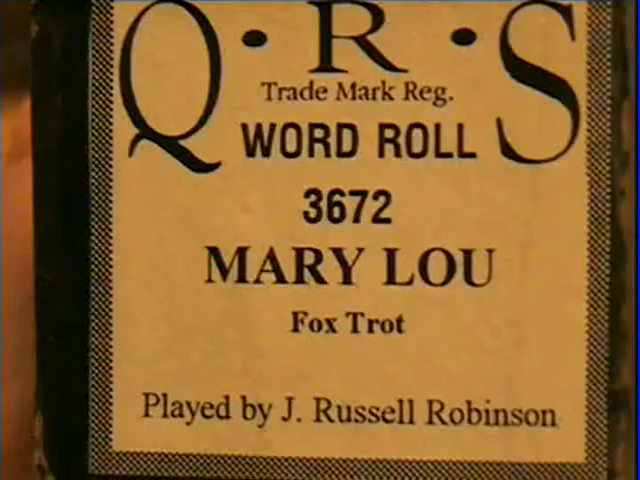 Q·R·S
Trade Mark Reg.
WORD ROLL
3672
MARY LOU
Fox Trot
Played by J. Russell Robinson